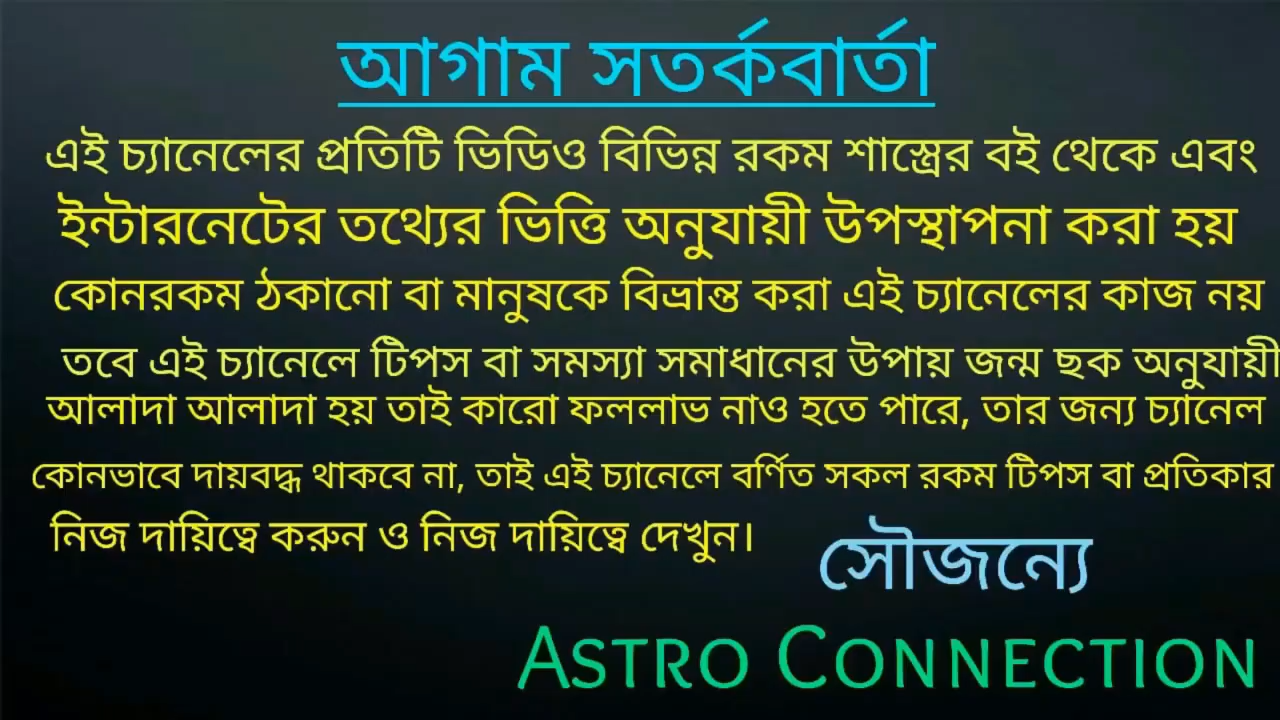 আগাম সতর্কবার্তা
এই চ্যানেলের প্রতিটি ভিডিও বিভিন্ন রকম শাস্ত্রের বই থেকে এবং
ইন্টারনেটের তথ্যের ভিত্তি অনুযায়ী উপস্থাপনা করা হয়
কোনরকম ঠকানো বা মানুষকে বিভ্রান্ত করা এই চ্যানেলের কাজ নয়
তবে এই চ্যানেলে টিপস বা সমস্যা সমাধানের উপায় জন্ম ছক অনুযায়ী
আলাদা আলাদা হয় তাই কারো ফললাভ নাও হতে পারে, তার জন্য চ্যানেল
কোনভাবে দায়বদ্ধ থাকবে না, তাই এই চ্যানেলে বর্ণিত সকল রকম টিপস বা প্রতিকার
নিজ দায়িত্বে করুন ও নিজ দায়িত্বে দেখুন।
সৌজন্যে
ASTRO CONNECTION